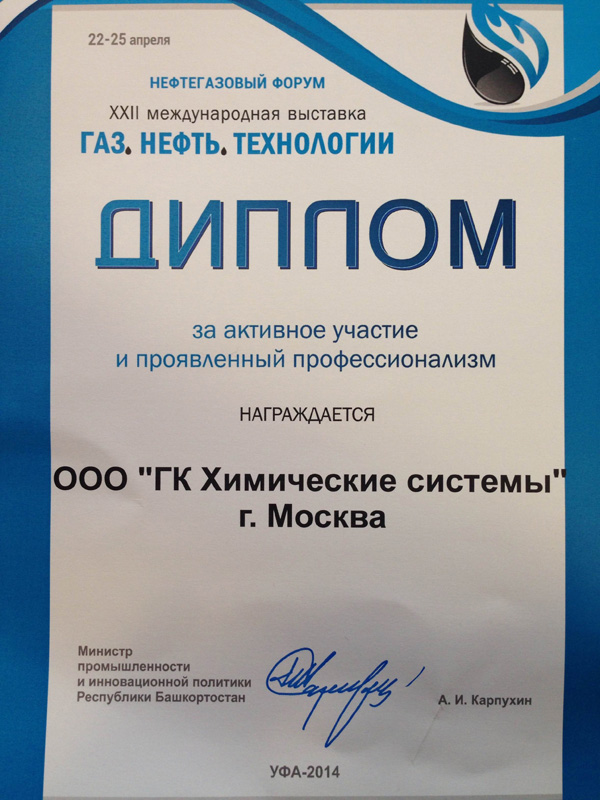 22-25 апреля
НЕФТЕГАЗОВЫЙ ФОРУМ
XXII международная выставка
ГАЗ. НЕФТЬ. ТЕХНОЛОГИИ
ДИПЛОМ
за активное участие
и проявленный профессионализм
НАГРАЖДАЕТСЯ
ООО "ГК Химические системы"
г. Москва
Министр
промышленности
и инновационной политики
Республики Башкортостан
А. И. Карпухин
УФА-2014